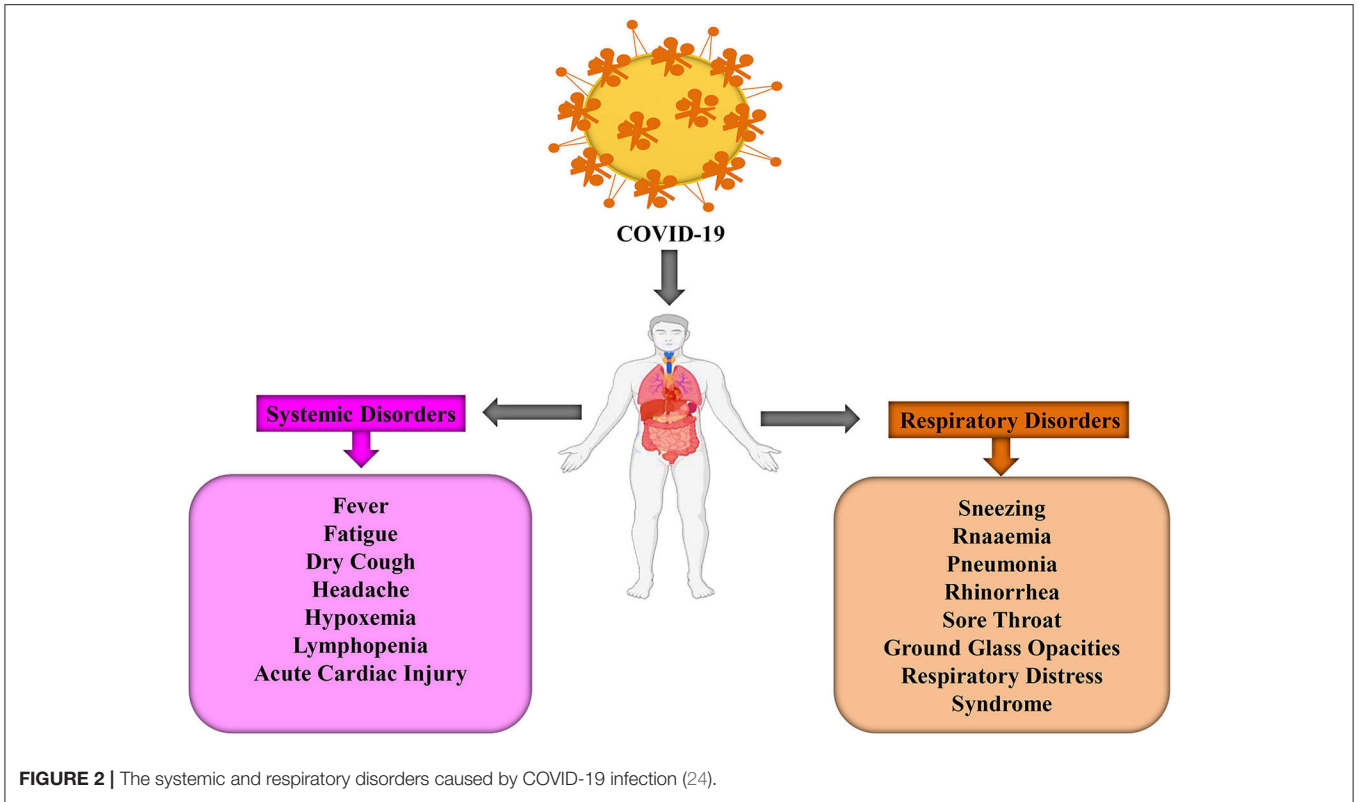 COVID-19
Systemic Disorders
Fever
Fatigue
Dry Cough
Headache
Hypoxemia
Lymphopenia
Acute Cardiac Injury
Respiratory Disorders
Sneezing
Rnaaemia
Pneumonia
Rhinorrhea
Sore Throat
Ground Glass Opacities
Respiratory Distress
Syndrome
FIGURE 2 | The systemic and respiratory disorders caused by COVID-19 infection (24).